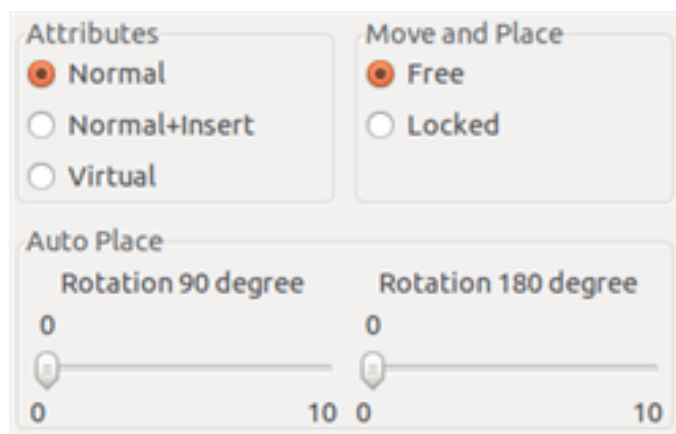 Attributes
Normal
Normal+Insert
Virtual
Move and Place
Free
Locked
Auto Place
Rotation 90 degree
0
0 10
Rotation 180 degree
0
0 10